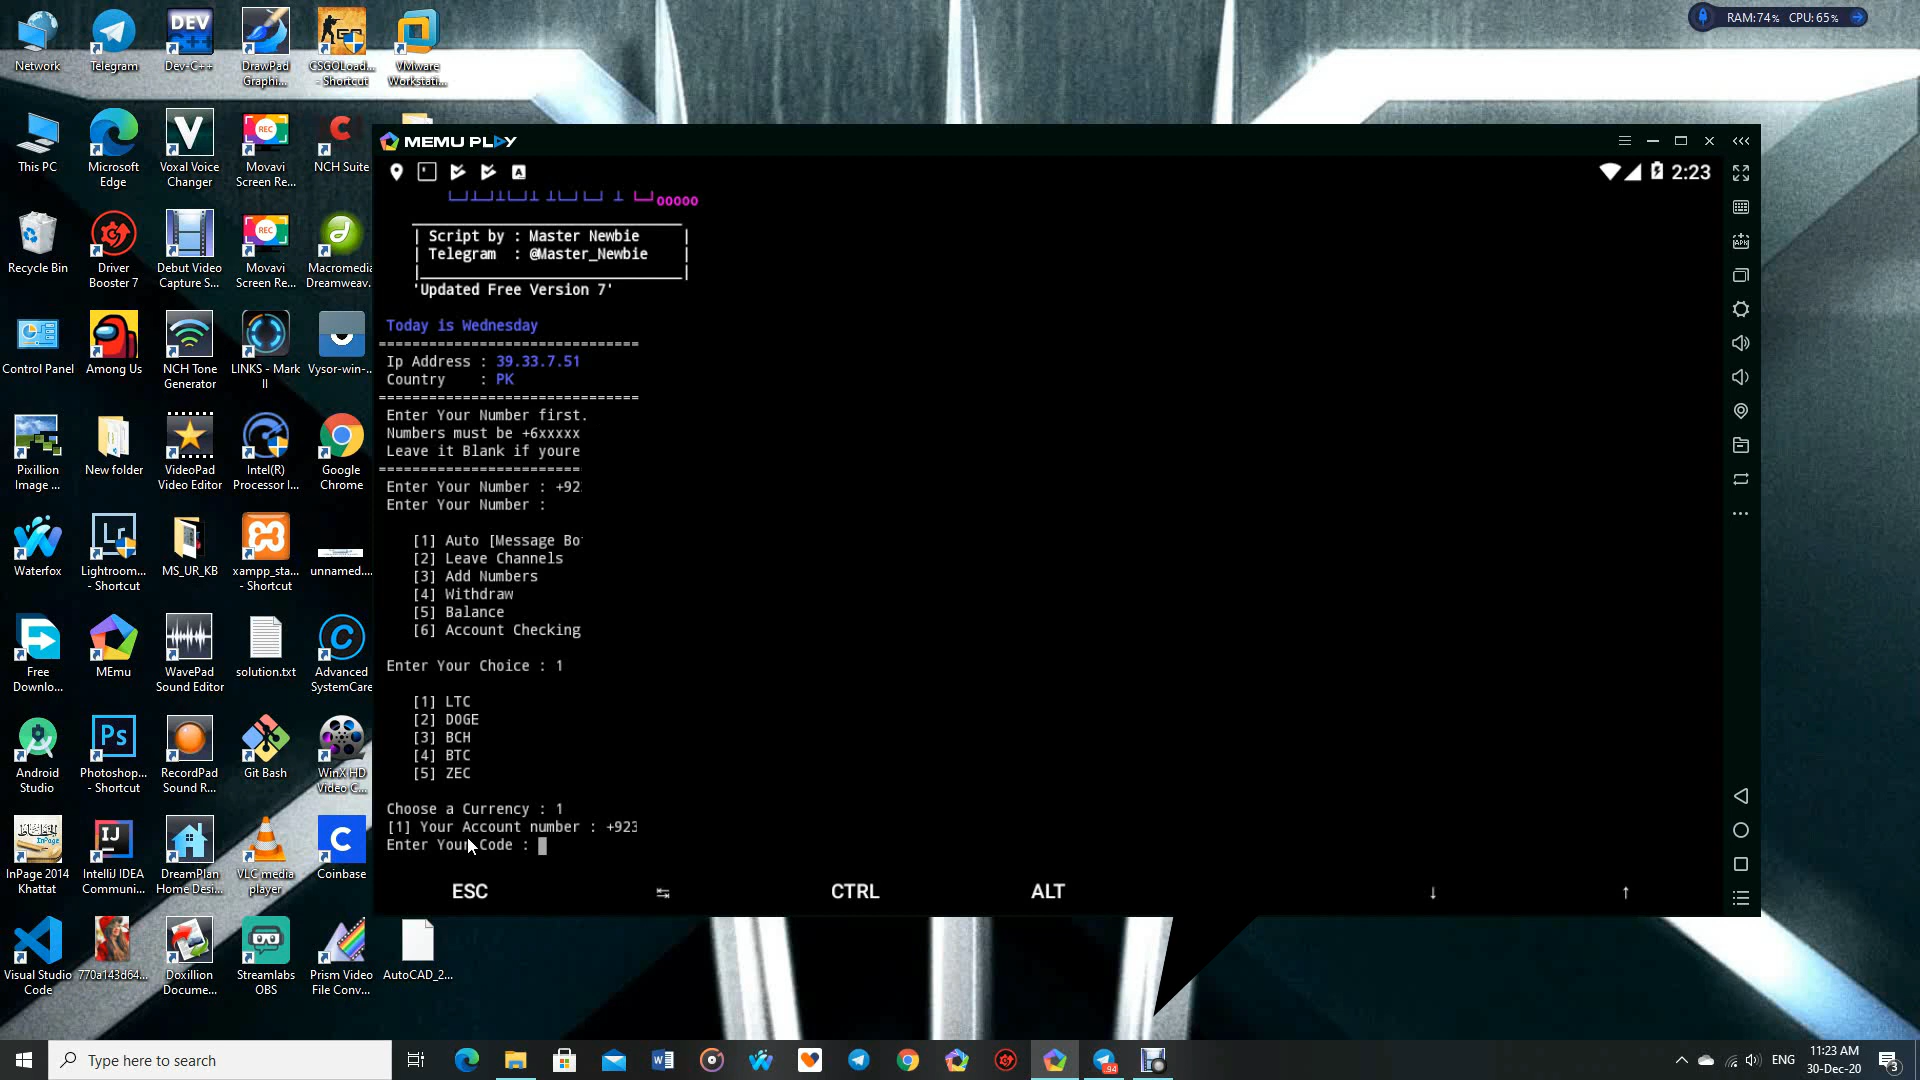 RAM:74% CPU:65%
Network
Telegram
Dev-C++
DrawPad Graphi...
CSGOLoad... - Shortcut
VMware Workstati...
This PC
Microsoft Edge
Voxal Voice Changer
Movavi Screen Re...
NCH Suite
Recycle Bin
Driver Booster 7
Debut Video Capture S...
Movavi Screen Re...
Macromedia Dreamweav...
Control Panel
Among Us
NCH Tone Generator
LINKS - Mark II
Vysor-win-...
Pixillion Image ...
New folder
VideoPad Video Editor
Intel(R) Processor I...
Google Chrome
Waterfox
Lightroom... - Shortcut
MS_UR_KB
xampp_sta... - Shortcut
unnamed....
Free Downlo...
MEmu
WavePad Sound Editor
solution.txt
Advanced SystemCare
Android Studio
Photoshop... - Shortcut
RecordPad Sound R...
Git Bash
WinX HD Video C...
InPage 2014 Khattat
IntelliJ IDEA Communi...
DreamPlan Home Desi...
VLC media player
Coinbase
Visual Studio Code
770a143d64...
Doxillion Docume...
Streamlabs OBS
Prism Video File Conv...
AutoCAD_2...
MEMU PLAY
2:23
ooooo
| Script by : Master Newbie |
| Telegram : @Master_Newbie |
'Updated Free Version 7'
Today is Wednesday
==============================
Ip Address : 39.33.7.51
Country : PK
==============================
Enter Your Number first.
Numbers must be +6xxxxx
Leave it Blank if youre
========================
Enter Your Number : +92
Enter Your Number :
[1] Auto [Message Bo
[2] Leave Channels
[3] Add Numbers
[4] Withdraw
[5] Balance
[6] Account Checking
Enter Your Choice : 1
[1] LTC
[2] DOGE
[3] BCH
[4] BTC
[5] ZEC
Choose a Currency : 1
[1] Your Account number : +923
Enter Your Code :
ESC CTRL ALT ↓ ↑
Type here to search
94
ENG
11:23 AM
30-Dec-20
3